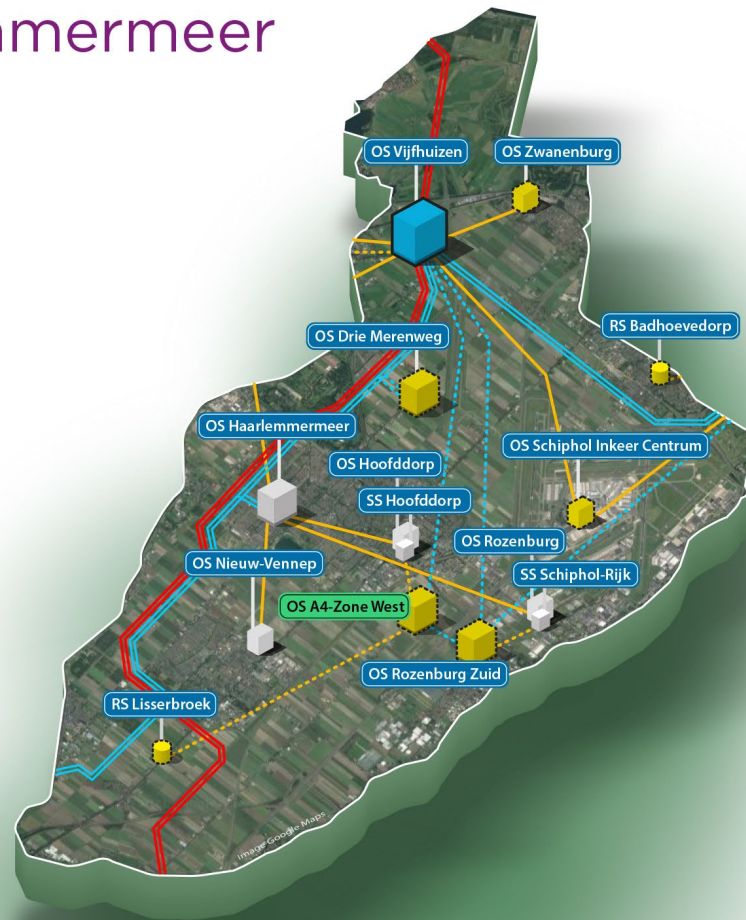 mmermeer
OS Vijfhuizen
OS Zwanenburg
RS Badhoevedorp
OS Drie Merenweg
OS Haarlemmermeer
OS Schiphol Inkeer Centrum
OS Hoofddorp
SS Hoofddorp
OS Rozenburg
OS Nieuw-Vennep
SS Schiphol-Rijk
OS A4-Zone West
OS Rozenburg Zuid
RS Lisserbroek
Image Google Maps